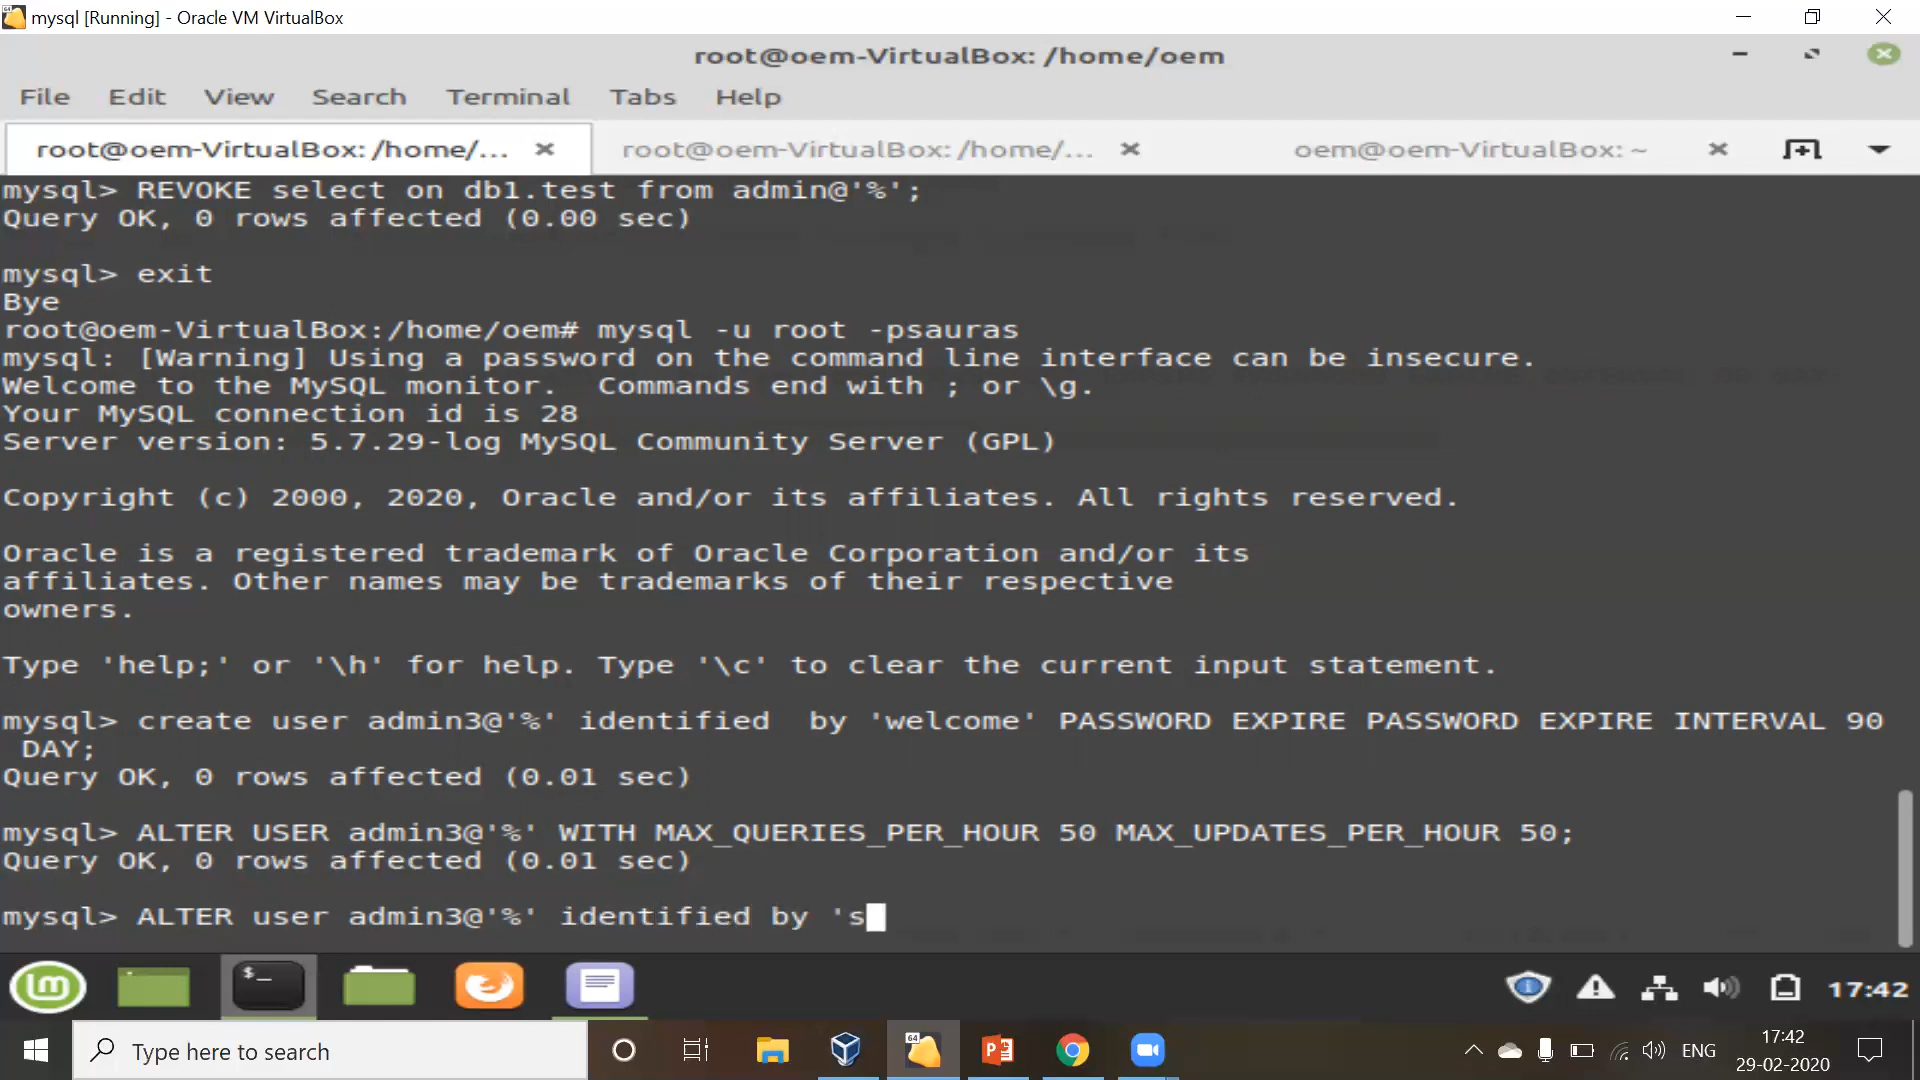 mysql [Running] - Oracle VM VirtualBox
root@oem-VirtualBox: /home/oem
File Edit View Search Terminal Tabs Help
root@oem-VirtualBox: /home/... root@oem-VirtualBox: /home/... oem@oem-VirtualBox: ~
mysql> REVOKE select on db1.test from admin@'%';
Query OK, 0 rows affected (0.00 sec)
mysql> exit
Bye
root@oem-VirtualBox:/home/oem# mysql -u root -psauras
mysql: [Warning] Using a password on the command line interface can be insecure.
Welcome to the MySQL monitor.  Commands end with ; or \g.
Your MySQL connection id is 28
Server version: 5.7.29-log MySQL Community Server (GPL)
Copyright (c) 2000, 2020, Oracle and/or its affiliates. All rights reserved.
Oracle is a registered trademark of Oracle Corporation and/or its
affiliates. Other names may be trademarks of their respective
owners.
Type 'help;' or '\h' for help. Type '\c' to clear the current input statement.
mysql> create user admin3@'%' identified  by 'welcome' PASSWORD EXPIRE PASSWORD EXPIRE INTERVAL 90
 DAY;
Query OK, 0 rows affected (0.01 sec)
mysql> ALTER USER admin3@'%' WITH MAX_QUERIES_PER_HOUR 50 MAX_UPDATES_PER_HOUR 50;
Query OK, 0 rows affected (0.01 sec)
mysql> ALTER user admin3@'%' identified by 's
17:42
Type here to search
ENG
17:42
29-02-2020